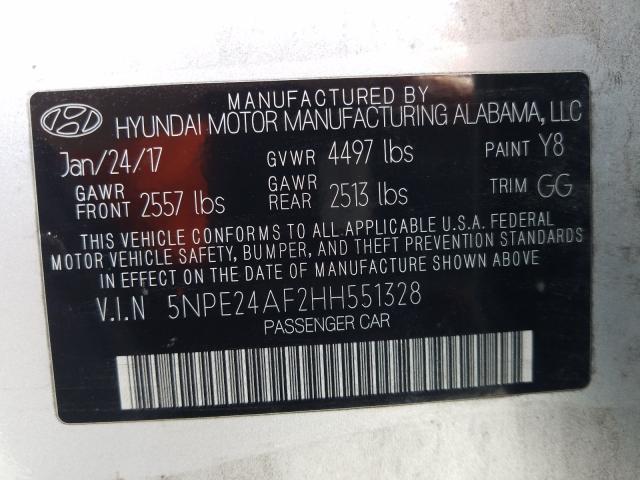 MANUFACTURED BY
HYUNDAI MOTOR MANUFACTURING ALABAMA, LLC
Jan/24/17 GVWR 4497 lbs PAINT Y8
GAWR FRONT 2557 lbs GAWR REAR 2513 lbs TRIM GG
THIS VEHICLE CONFORMS TO ALL APPLICABLE U.S.A. FEDERAL
MOTOR VEHICLE SAFETY, BUMPER, AND THEFT PREVENTION STANDARDS
IN EFFECT ON THE DATE OF MANUFACTURE SHOWN ABOVE
V.I.N 5NPE24AF2HH551328
PASSENGER CAR